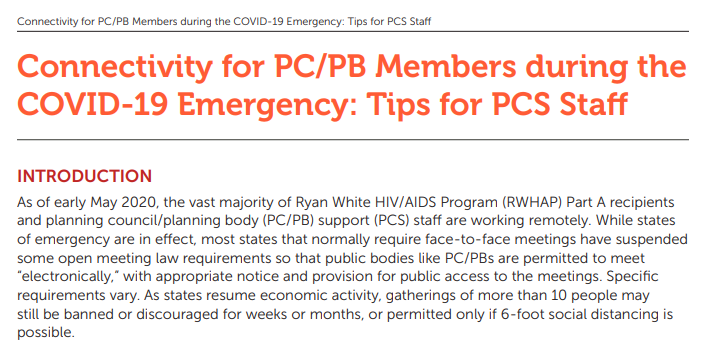 Connectivity for PC/PB Members during the COVID-19 Emergency: Tips for PCS Staff
Connectivity for PC/PB Members during the
COVID-19 Emergency: Tips for PCS Staff
INTRODUCTION
As of early May 2020, the vast majority of Ryan White HIV/AIDS Program (RWHAP) Part A recipients
and planning council/planning body (PC/PB) support (PCS) staff are working remotely. While states
of emergency are in effect, most states that normally require face-to-face meetings have suspended
some open meeting law requirements so that public bodies like PC/PBs are permitted to meet
“electronically,” with appropriate notice and provision for public access to the meetings. Specific
requirements vary. As states resume economic activity, gatherings of more than 10 people may
still be banned or discouraged for weeks or months, or permitted only if 6-foot social distancing is
possible.